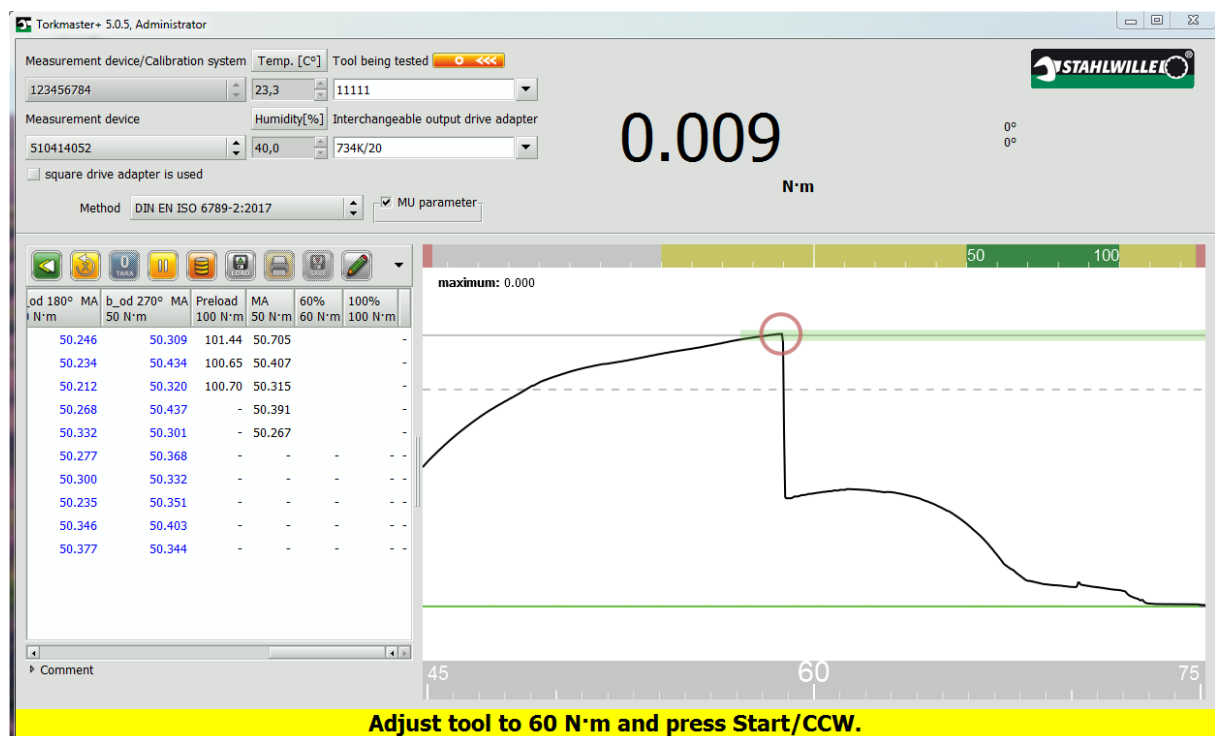 Torkmaster+ 5.0.5, Administrator
Measurement device/Calibration system Temp. [C°] Tool being tested O <<<
123456784 23,3 11111
Measurement device Humidity[%] Interchangeable output drive adapter
510414052 40,0 734K/20
square drive adapter is used
Method DIN EN ISO 6789-2:2017 MU parameter
0.009
N·m
0°
0°
STAHLWILLE®
0
TARA LOAD SAVE
50 100
maximum: 0.000
_od 180° MA b_od 270° MA Preload MA 60% 100%
N·m 50 N·m 100 N·m 50 N·m 60 N·m 100 N·m
50.246 50.309 101.44 50.705 -
50.234 50.434 100.65 50.407 -
50.212 50.320 100.70 50.315 -
50.268 50.437 - 50.391 -
50.332 50.301 - 50.267 -
50.277 50.368 - - - - -
50.300 50.332 - - - - -
50.235 50.351 - - - - -
50.346 50.403 - - - - -
50.377 50.344 - - - - -
Comment
45 60 75
Adjust tool to 60 N·m and press Start/CCW.